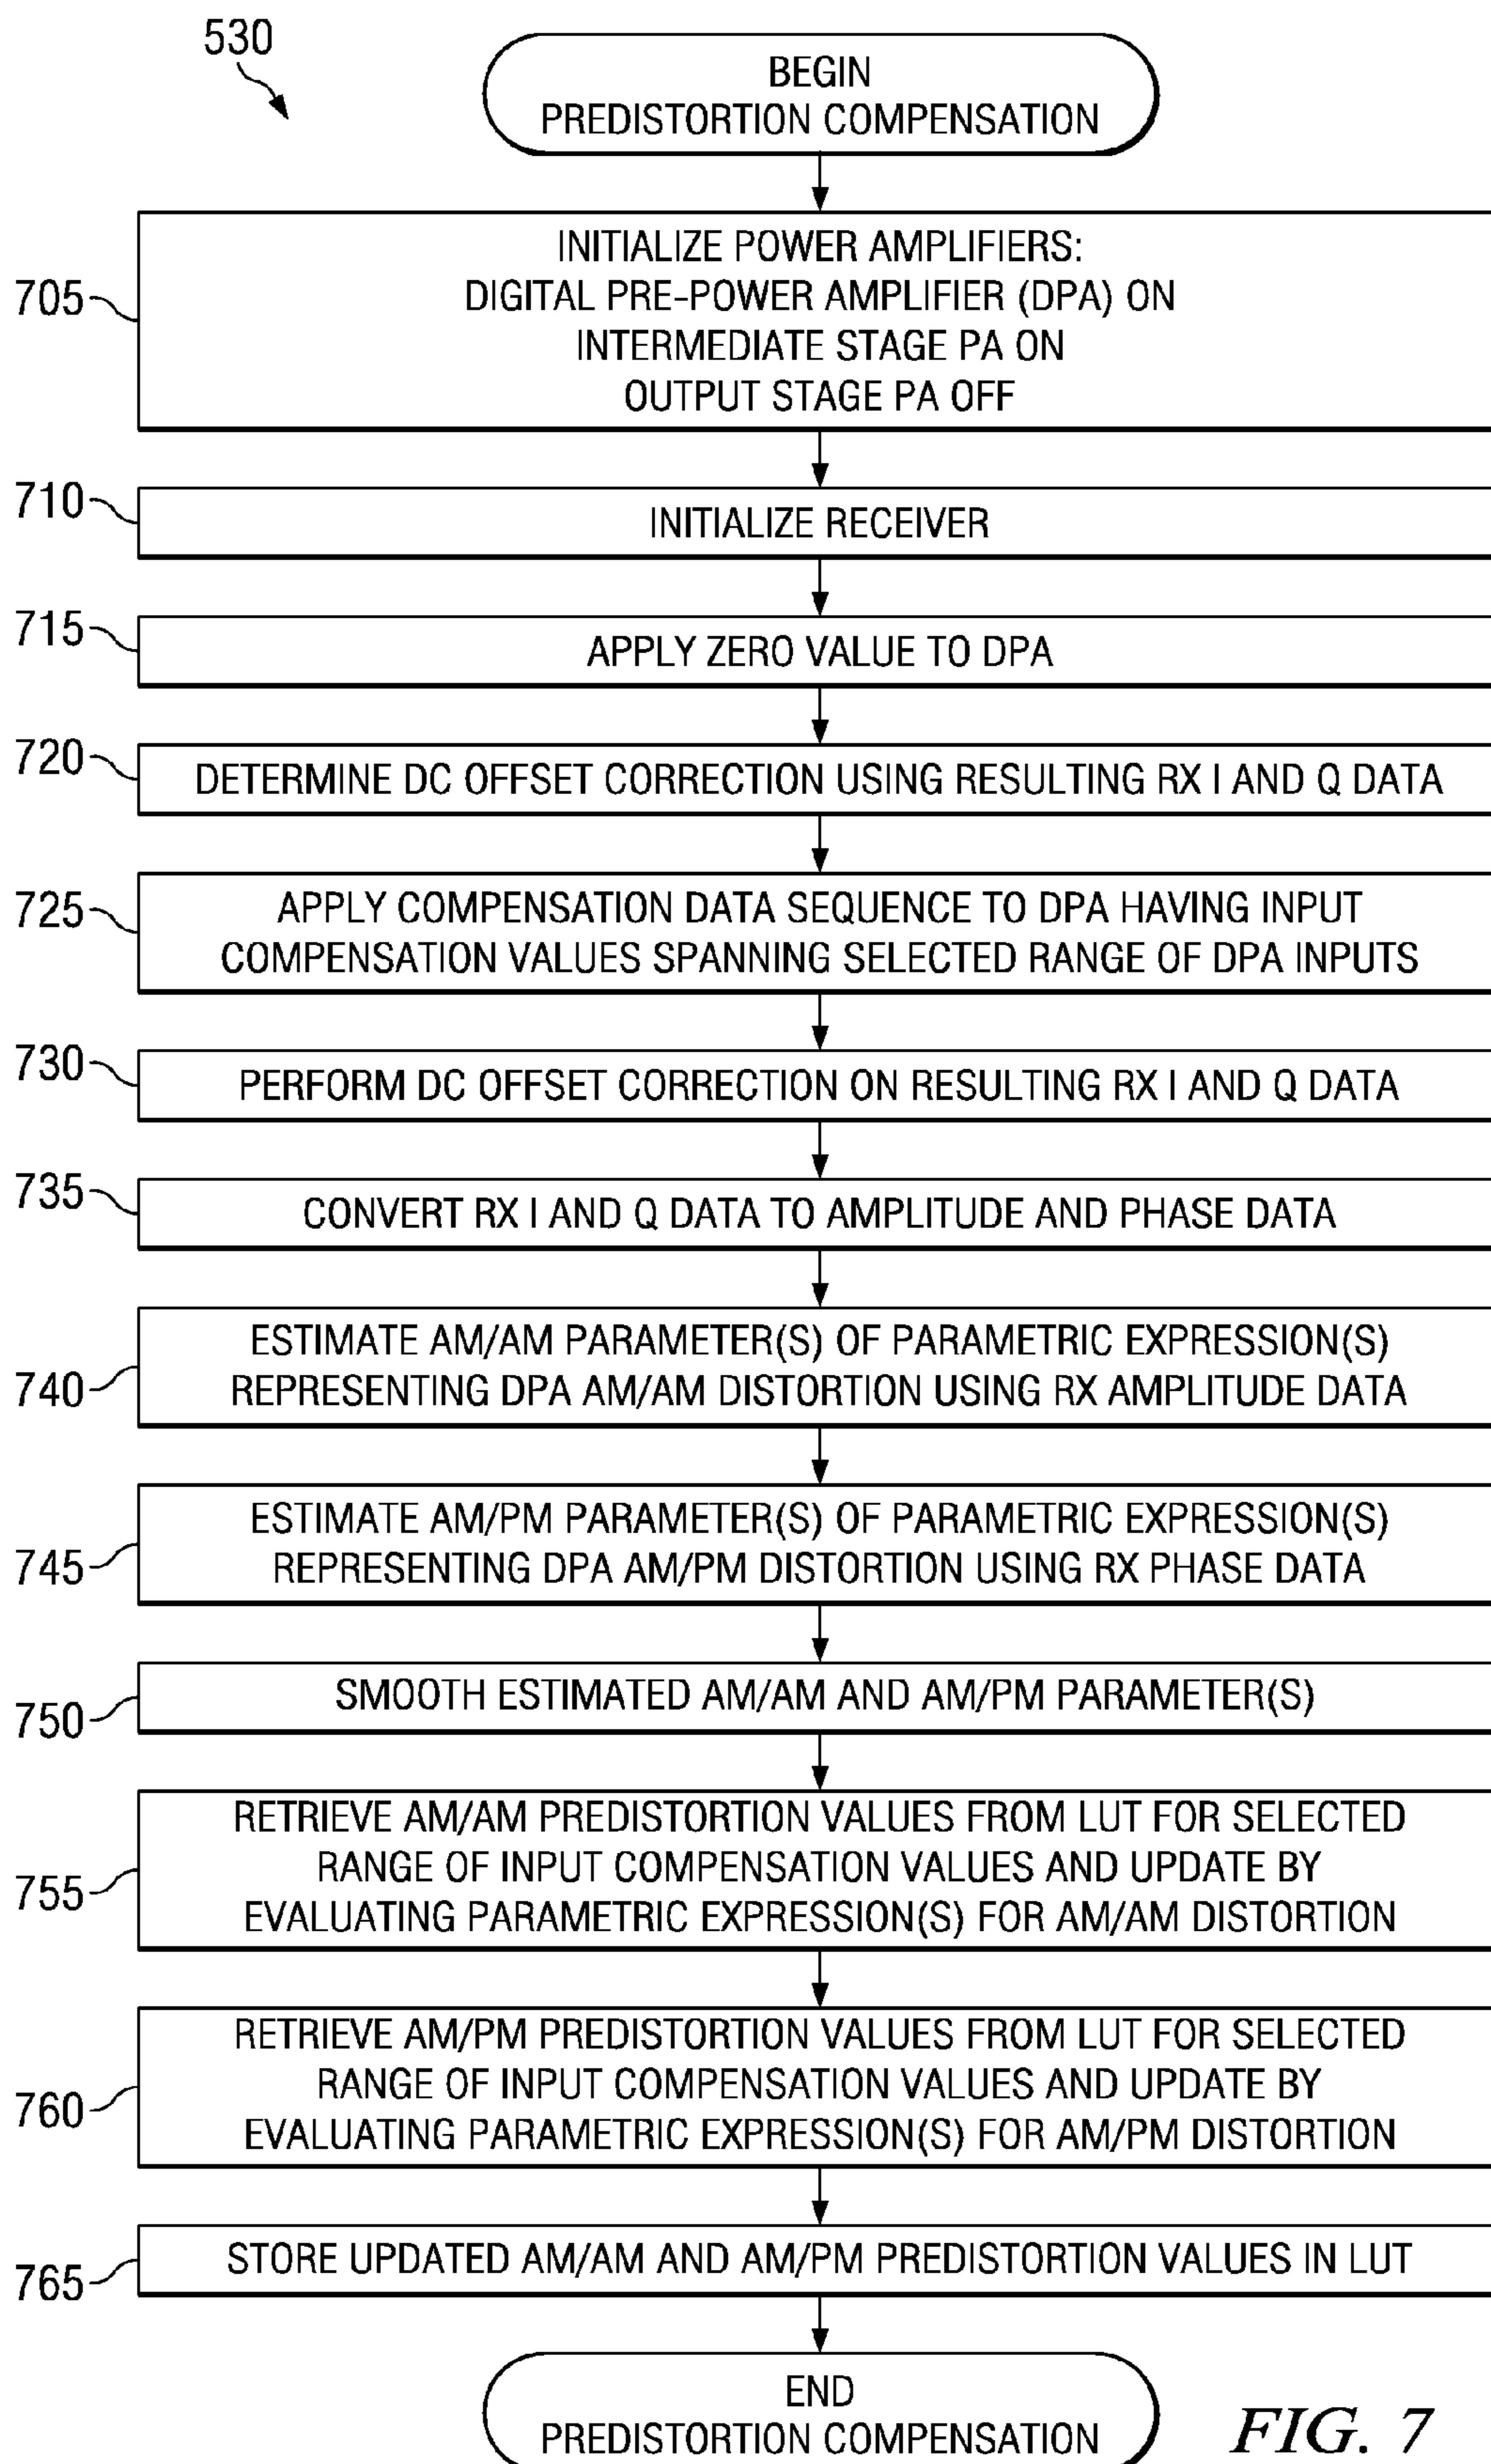 530
BEGIN
PREDISTORTION COMPENSATION
705
INITIALIZE POWER AMPLIFIERS:
DIGITAL PRE-POWER AMPLIFIER (DPA) ON
INTERMEDIATE STAGE PA ON
OUTPUT STAGE PA OFF
710
INITIALIZE RECEIVER
715
APPLY ZERO VALUE TO DPA
720
DETERMINE DC OFFSET CORRECTION USING RESULTING RX I AND Q DATA
725
APPLY COMPENSATION DATA SEQUENCE TO DPA HAVING INPUT
COMPENSATION VALUES SPANNING SELECTED RANGE OF DPA INPUTS
730
PERFORM DC OFFSET CORRECTION ON RESULTING RX I AND Q DATA
735
CONVERT RX I AND Q DATA TO AMPLITUDE AND PHASE DATA
740
ESTIMATE AM/AM PARAMETER(S) OF PARAMETRIC EXPRESSION(S)
REPRESENTING DPA AM/AM DISTORTION USING RX AMPLITUDE DATA
745
ESTIMATE AM/PM PARAMETER(S) OF PARAMETRIC EXPRESSION(S)
REPRESENTING DPA AM/PM DISTORTION USING RX PHASE DATA
750
SMOOTH ESTIMATED AM/AM AND AM/PM PARAMETER(S)
755
RETRIEVE AM/AM PREDISTORTION VALUES FROM LUT FOR SELECTED
RANGE OF INPUT COMPENSATION VALUES AND UPDATE BY
EVALUATING PARAMETRIC EXPRESSION(S) FOR AM/AM DISTORTION
760
RETRIEVE AM/PM PREDISTORTION VALUES FROM LUT FOR SELECTED
RANGE OF INPUT COMPENSATION VALUES AND UPDATE BY
EVALUATING PARAMETRIC EXPRESSION(S) FOR AM/PM DISTORTION
765
STORE UPDATED AM/AM AND AM/PM PREDISTORTION VALUES IN LUT
END
PREDISTORTION COMPENSATION
FIG. 7